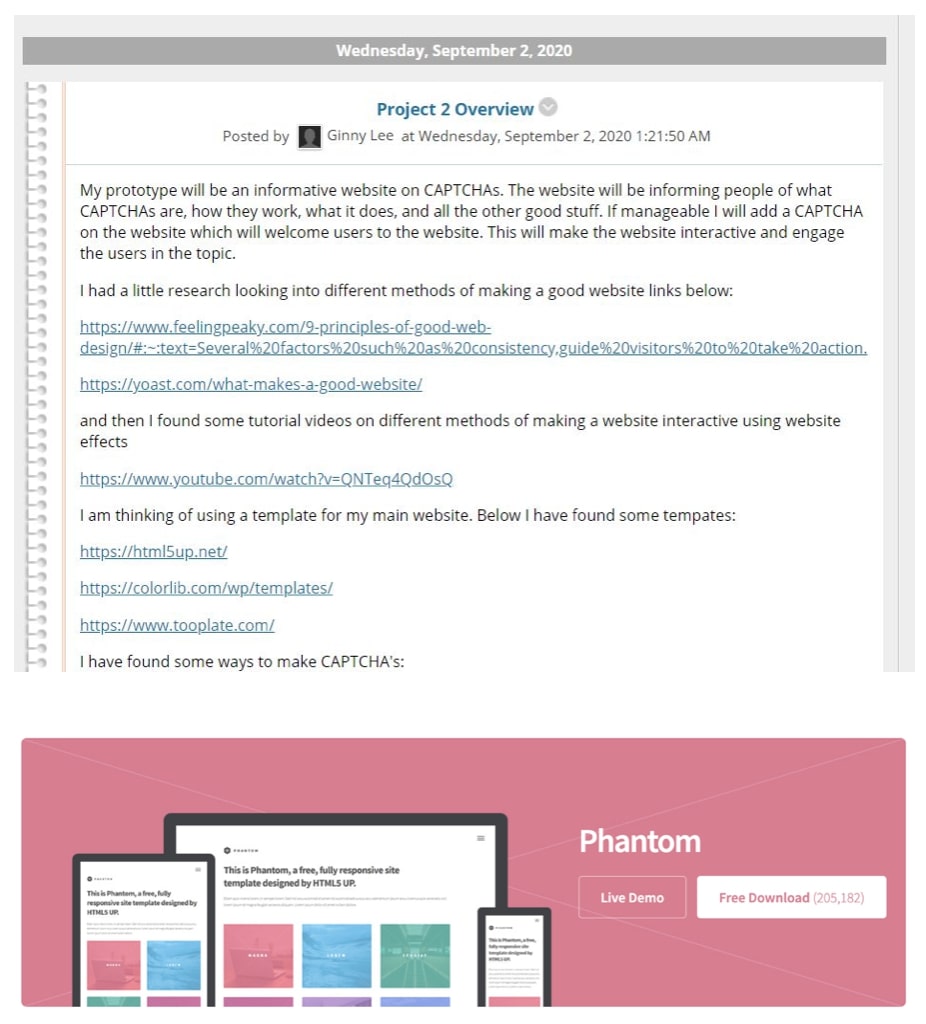 Wednesday, September 2, 2020
Project 2 Overview
Posted by Ginny Lee at Wednesday, September 2, 2020 1:21:50 AM
My prototype will be an informative website on CAPTCHAs. The website will be informing people of what
CAPTCHAs are, how they work, what it does, and all the other good stuff. If manageable I will add a CAPTCHA
on the website which will welcome users to the website. This will make the website interactive and engage
the users in the topic.
I had a little research looking into different methods of making a good website links below:
https://www.feelingpeaky.com/9-principles-of-good-web-
design/#:~:text=Several%20factors%20such%20as%20consistency,guide%20visitors%20to%20take%20action.
https://yoast.com/what-makes-a-good-website/
and then I found some tutorial videos on different methods of making a website interactive using website
effects
https://www.youtube.com/watch?v=QNTeq4QdOsQ
I am thinking of using a template for my main website. Below I have found some tempates:
https://html5up.net/
https://colorlib.com/wp/templates/
https://www.tooplate.com/
I have found some ways to make CAPTCHA's:
Phantom
Live Demo
Free Download (205,182)
PHANTOM
This is Phantom, a free, fully responsive site
template designed by HTML5 UP.
PHANTOM
This is Phantom, a free, fully
responsive site template designed by
HTML5 UP.
This is Phantom, a free,
fully responsive site
template designed by
HTML5 UP.